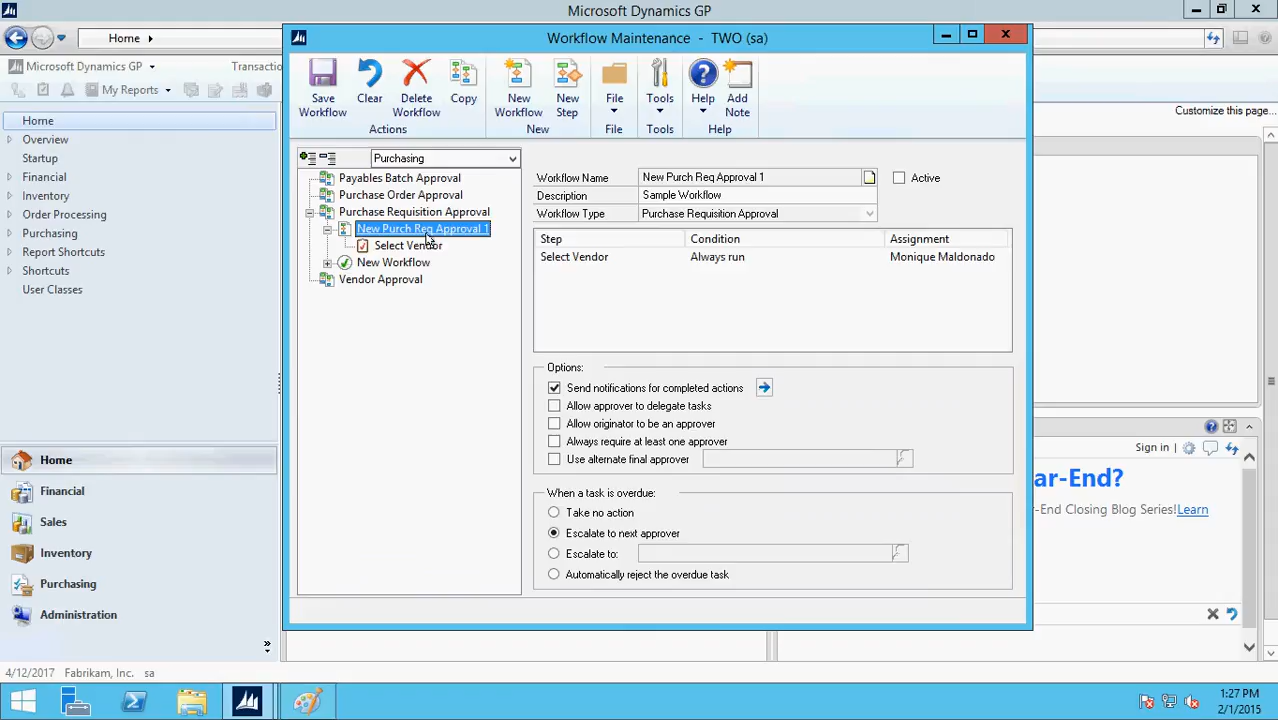 Microsoft Dynamics GP
Home
Microsoft Dynamics GP
Transactio
My Reports
Home
Overview
Startup
Financial
Inventory
Order Processing
Purchasing
Report Shortcuts
Shortcuts
User Classes
Home
Financial
Sales
Inventory
Purchasing
Administration
4/12/2017 Fabrikam, Inc. sa
Workflow Maintenance - TWO (sa)
Save Workflow
Clear
Delete Workflow
Copy
New Workflow
New Step
File
Tools
Help
Add Note
Actions
New
File
Tools
Help
Purchasing
Payables Batch Approval
Purchase Order Approval
Purchase Requisition Approval
New Purch Req Approval 1
Select Vendor
New Workflow
Vendor Approval
Workflow Name New Purch Req Approval 1
Active
Description Sample Workflow
Workflow Type Purchase Requisition Approval
Step Condition Assignment
Select Vendor Always run Monique Maldonado
Options:
Send notifications for completed actions
Allow approver to delegate tasks
Allow originator to be an approver
Always require at least one approver
Use alternate final approver
When a task is overdue:
Take no action
Escalate to next approver
Escalate to:
Automatically reject the overdue task
Customize this page...
Sign in
ar-End?
r-End Closing Blog Series! Learn
1:27 PM
2/1/2015